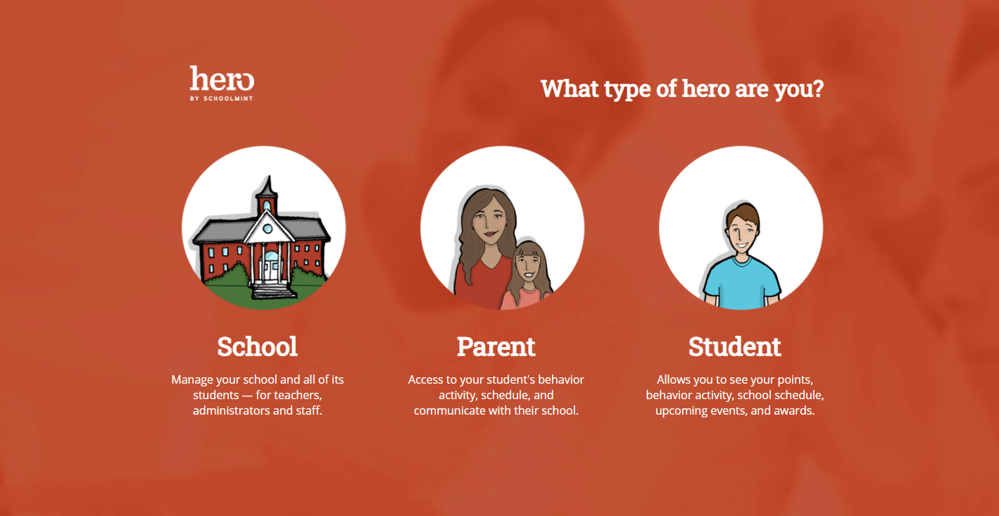 hero
BY SCHOOLMINT
What type of hero are you?
School
Manage your school and all of its
students — for teachers,
administrators and staff.
Parent
Access to your student's behavior
activity, schedule, and
communicate with their school.
Student
Allows you to see your points,
behavior activity, school schedule,
upcoming events, and awards.